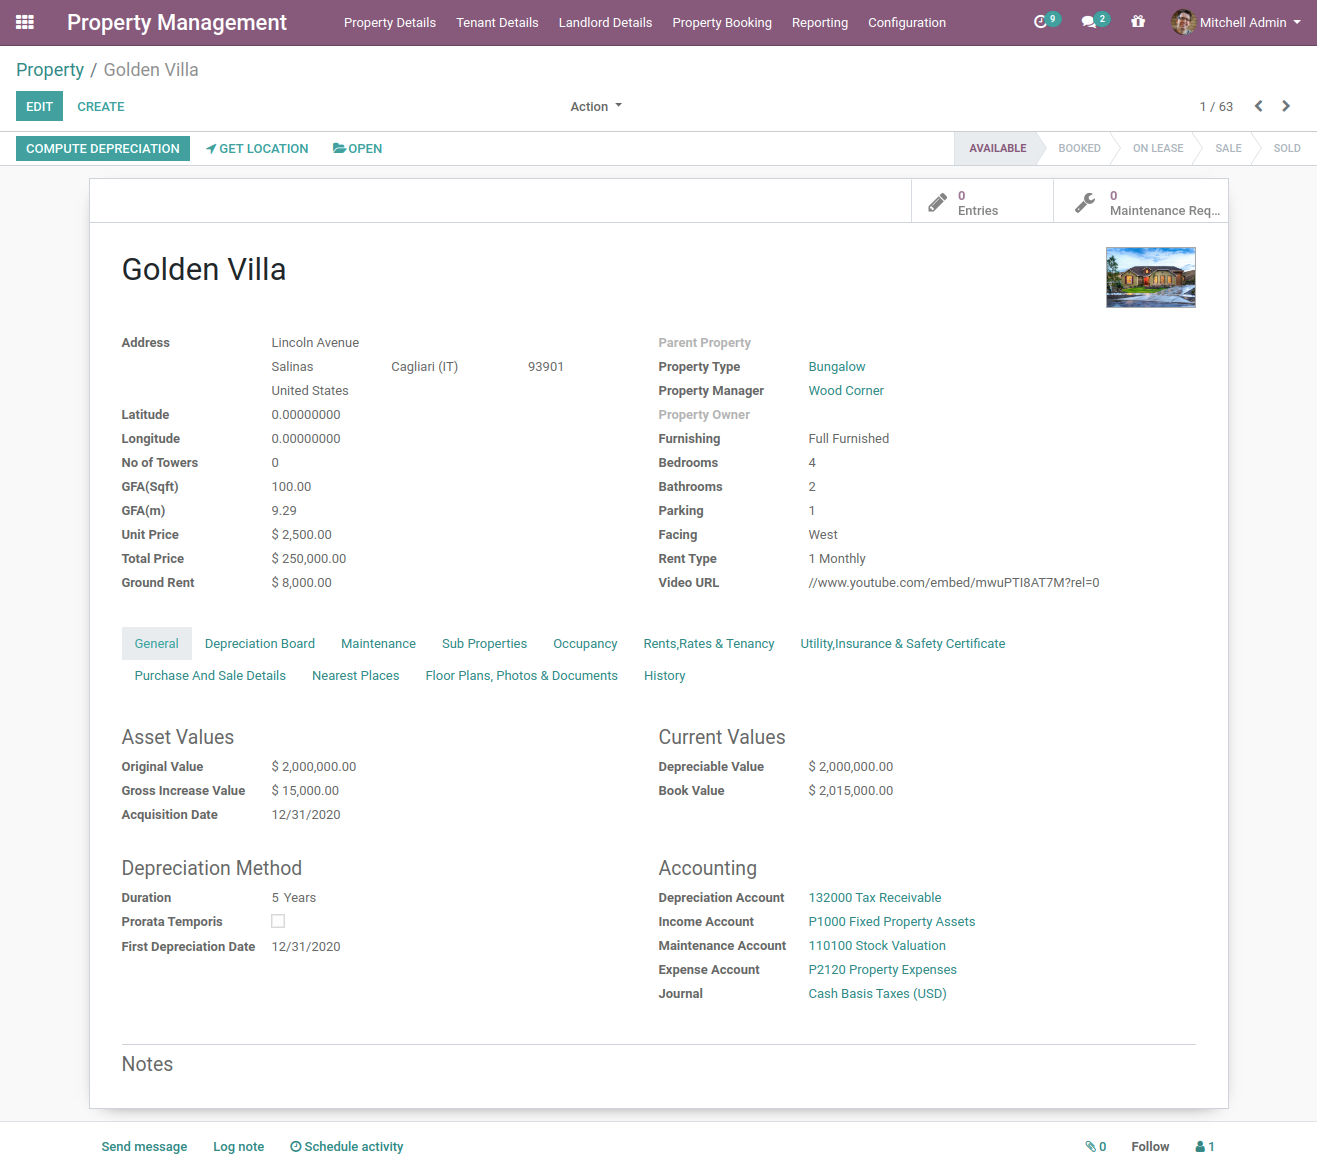 Property Management Property Details Tenant Details Landlord Details Property Booking Reporting Configuration 9 2 Mitchell Admin
Property / Golden Villa
EDIT CREATE Action 1 / 63
COMPUTE DEPRECIATION GET LOCATION OPEN AVAILABLE BOOKED ON LEASE SALE SOLD
0 Entries
0 Maintenance Req...
Golden Villa
Address Lincoln Avenue
Salinas Cagliari (IT) 93901
United States
Latitude 0.00000000
Longitude 0.00000000
No of Towers 0
GFA(Sqft) 100.00
GFA(m) 9.29
Unit Price $ 2,500.00
Total Price $ 250,000.00
Ground Rent $ 8,000.00
Parent Property
Property Type Bungalow
Property Manager Wood Corner
Property Owner
Furnishing Full Furnished
Bedrooms 4
Bathrooms 2
Parking 1
Facing West
Rent Type 1 Monthly
Video URL //www.youtube.com/embed/mwuPTI8AT7M?rel=0
General Depreciation Board Maintenance Sub Properties Occupancy Rents,Rates & Tenancy Utility,Insurance & Safety Certificate
Purchase And Sale Details Nearest Places Floor Plans, Photos & Documents History
Asset Values
Original Value $ 2,000,000.00
Gross Increase Value $ 15,000.00
Acquisition Date 12/31/2020
Current Values
Depreciable Value $ 2,000,000.00
Book Value $ 2,015,000.00
Depreciation Method
Duration 5 Years
Prorata Temporis
First Depreciation Date 12/31/2020
Accounting
Depreciation Account 132000 Tax Receivable
Income Account P1000 Fixed Property Assets
Maintenance Account 110100 Stock Valuation
Expense Account P2120 Property Expenses
Journal Cash Basis Taxes (USD)
Notes
Send message Log note Schedule activity 0 Follow 1